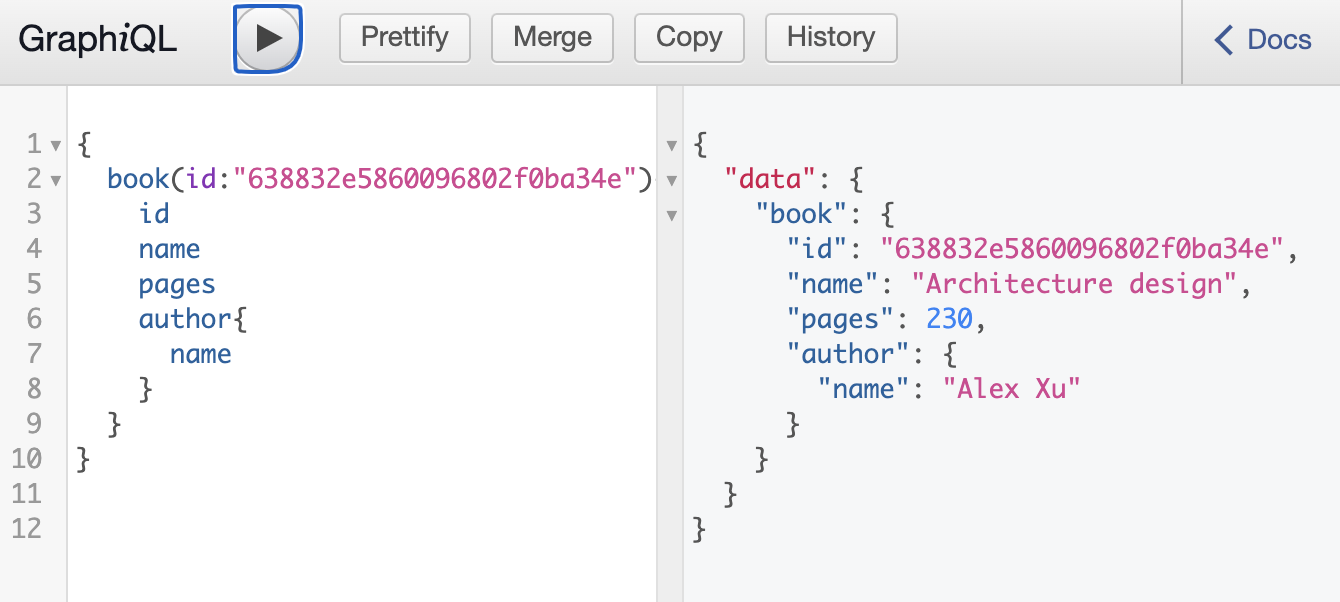 GraphiQL Prettify Merge Copy History Docs
1 {
2 book(id:"638832e5860096802f0ba34e")
3 id
4 name
5 pages
6 author{
7 name
8 }
9 }
10 }
11
12
{
"data": {
"book": {
"id": "638832e5860096802f0ba34e",
"name": "Architecture design",
"pages": 230,
"author": {
"name": "Alex Xu"
}
}
}
}